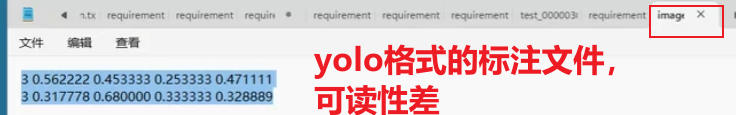 ı.tx requirement requirement requiren requirement requirement requirement test_000003( requirement image
文件 编辑 查看
3 0.562222 0.453333 0.253333 0.471111
3 0.317778 0.680000 0.333333 0.328889
yolo格式的标注文件，
可读性差